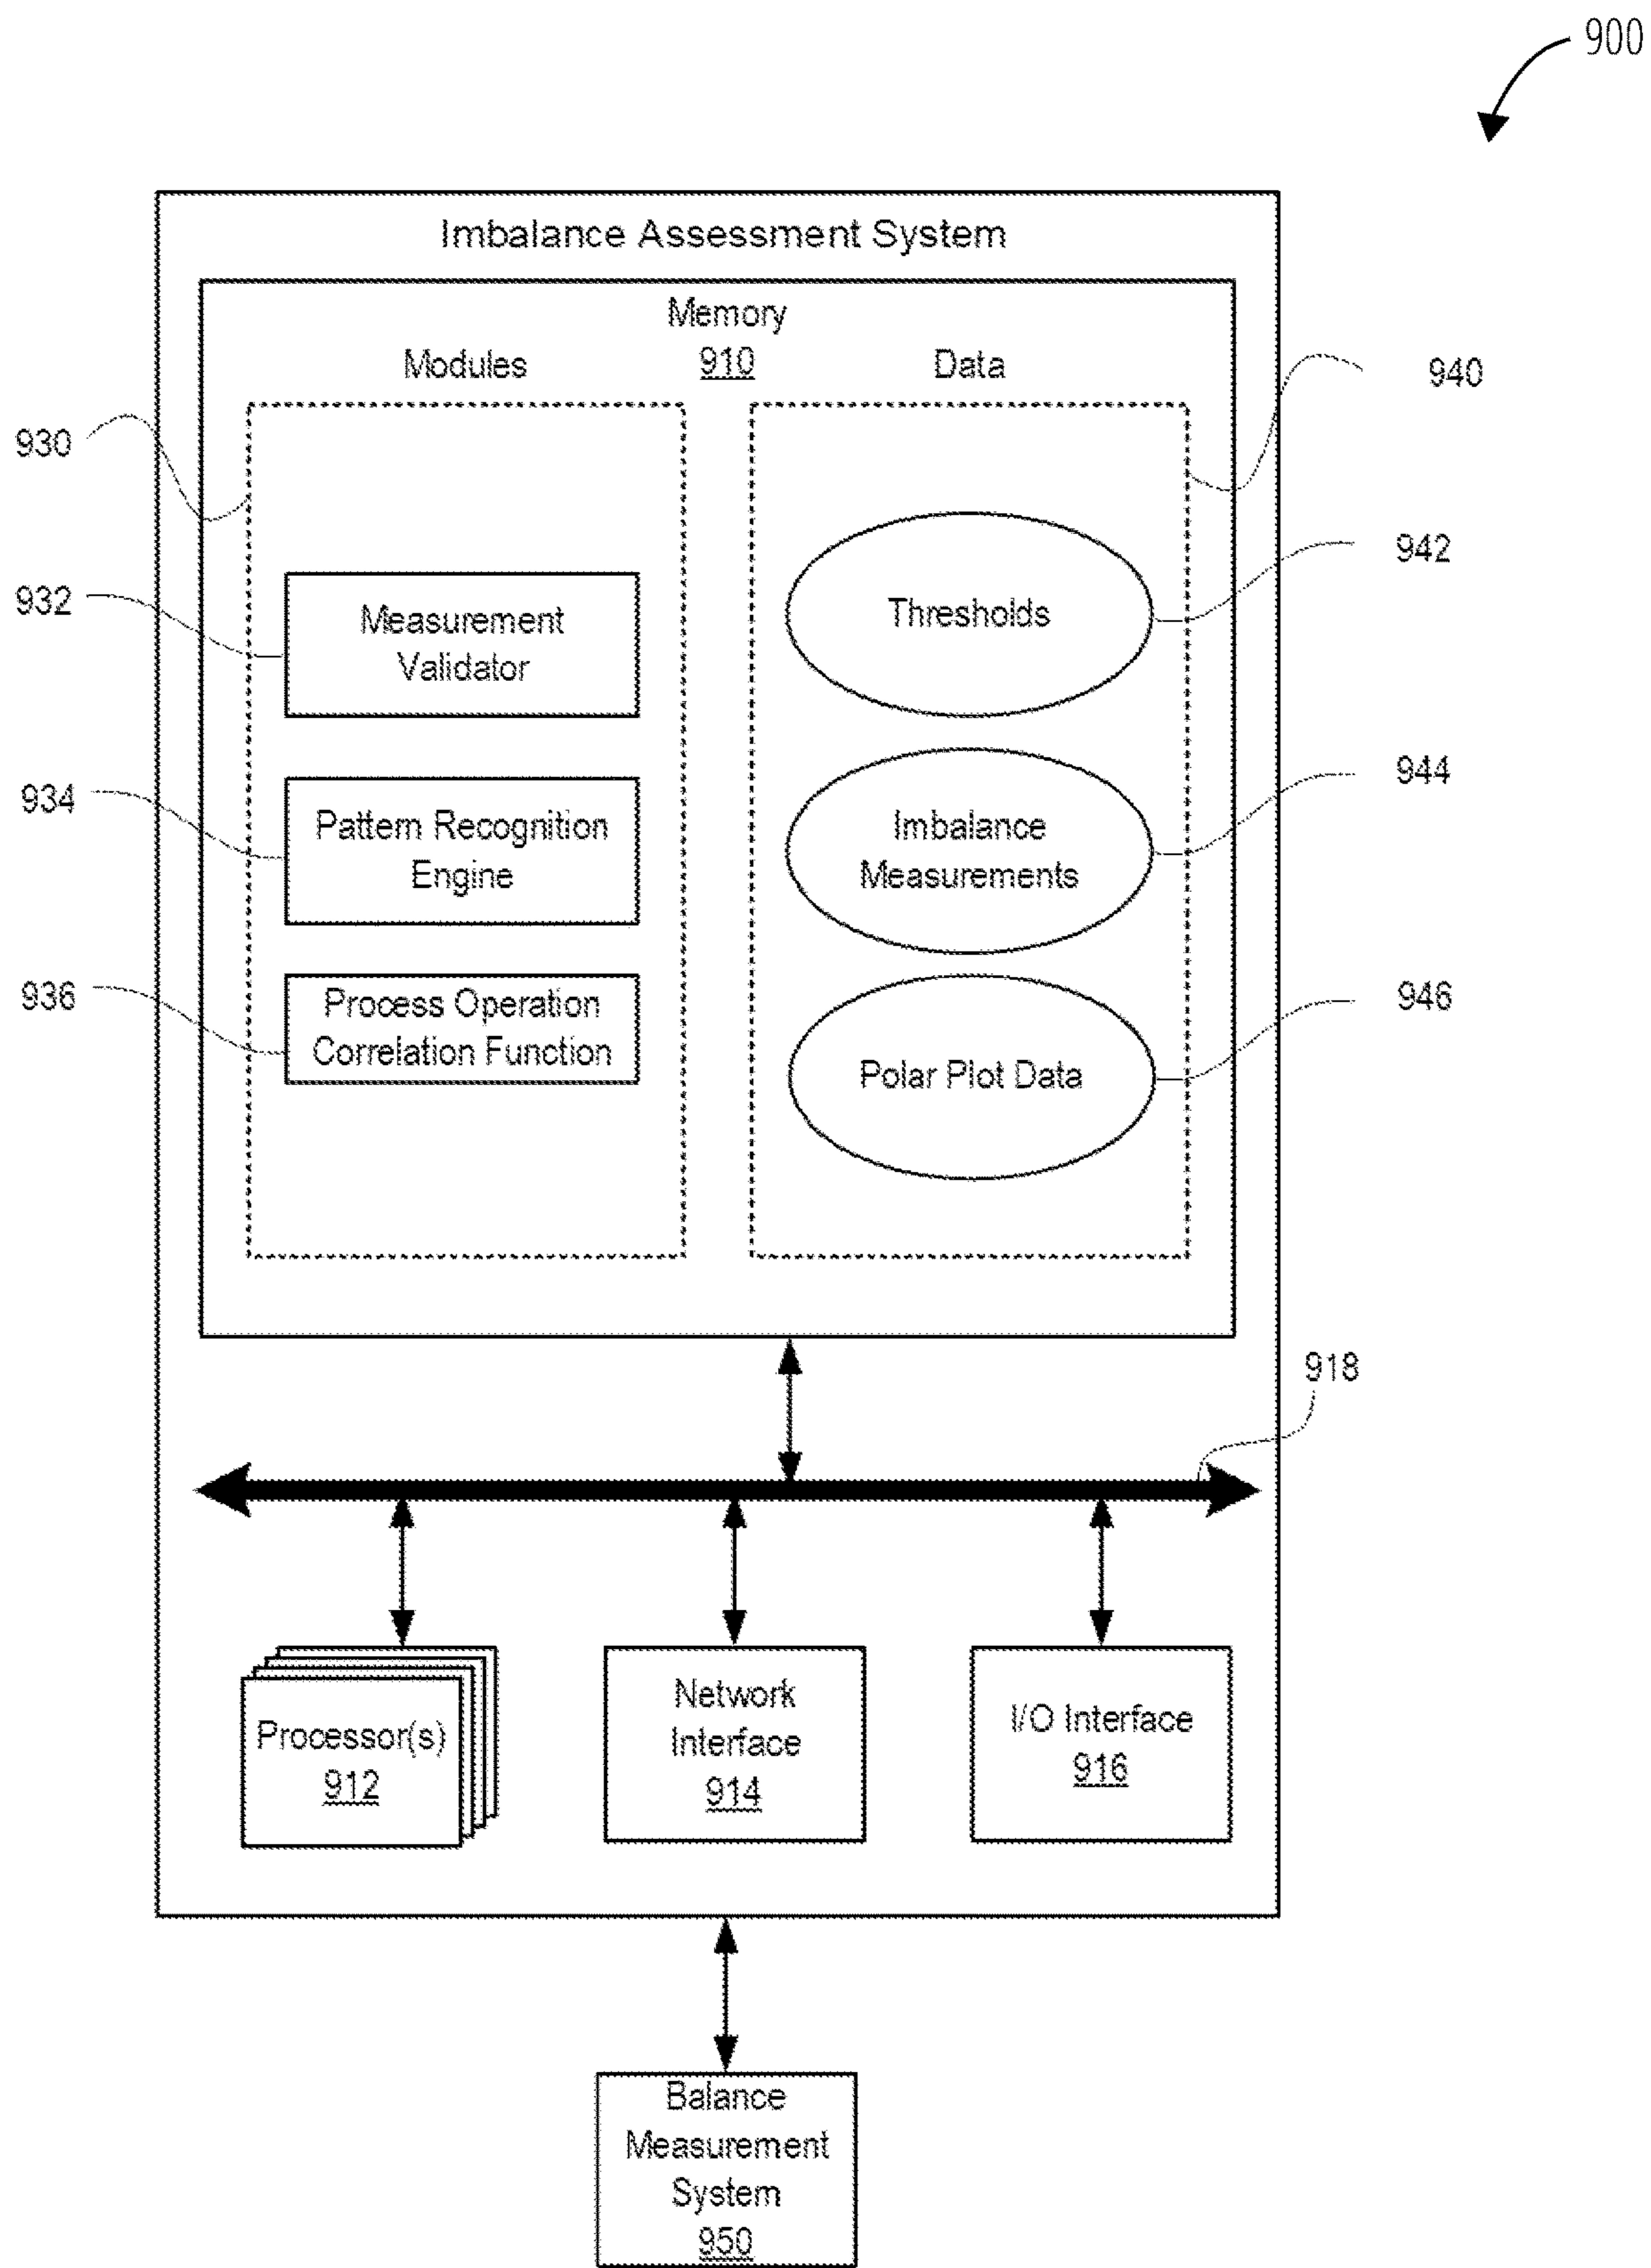 900
Imbalance Assessment System
Memory
910
Modules
Data
940
930
942
932
Measurement
Validator
Thresholds
944
934
Pattern Recognition
Engine
Imbalance
Measurements
946
936
Process Operation
Correlation Function
Polar Plot Data
918
Processor(s)
912
Network
Interface
914
I/O Interface
916
Balance
Measurement
System
950